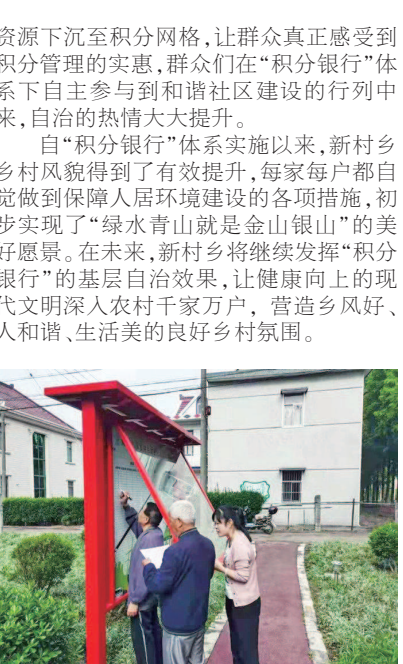 资源下沉至积分网格,让群众真正感受到
积分管理的实惠,群众们在“积分银行”体
系下自主参与到和谐社区建设的行列中
来,自治的热情大大提升。
自“积分银行”体系实施以来,新村乡
乡村风貌得到了有效提升,每家每户都自
觉做到保障人居环境建设的各项措施,初
步实现了“绿水青山就是金山银山”的美
好愿景。在未来,新村乡将继续发挥“积分
银行”的基层自治效果,让健康向上的现
代文明深入农村千家万户, 营造乡风好、
人和谐、生活美的良好乡村氛围。